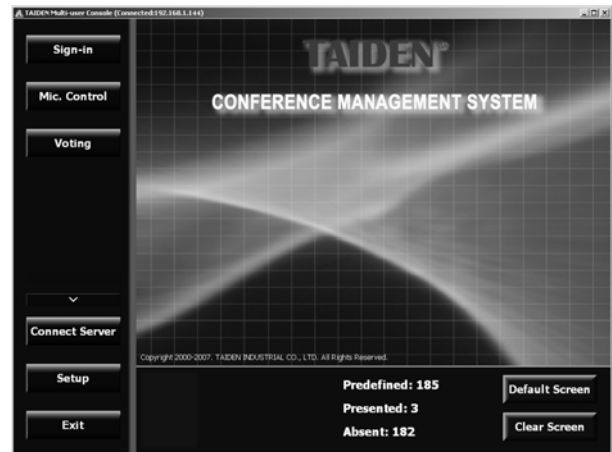 TAIDEN Multi-user Console (Connected:192.168.1.144)
Sign-in
Mic. Control
Voting
Connect Server
Setup
Exit
TAIDEN®
CONFERENCE MANAGEMENT SYSTEM
Copyright 2000-2007. TAIDEN INDUSTRIAL CO., LTD. All Rights Reserved.
Predefined: 185
Presented: 3
Absent: 182
Default Screen
Clear Screen